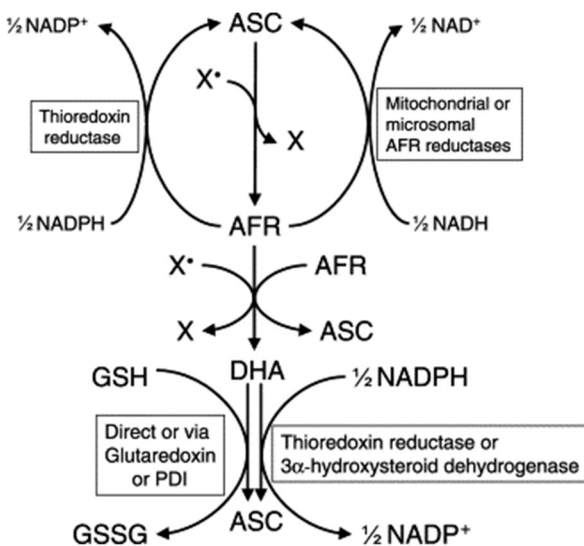 ½ NADP⁺
ASC
½ NAD⁺
X•
Thioredoxin
reductase
X
Mitochondrial or
microsomal
AFR reductases
½ NADPH
AFR
½ NADH
X•
AFR
X
ASC
GSH
DHA
½ NADPH
Direct or via
Glutaredoxin
or PDI
Thioredoxin reductase or
3α-hydroxysteroid dehydrogenase
GSSG
ASC
½ NADP⁺